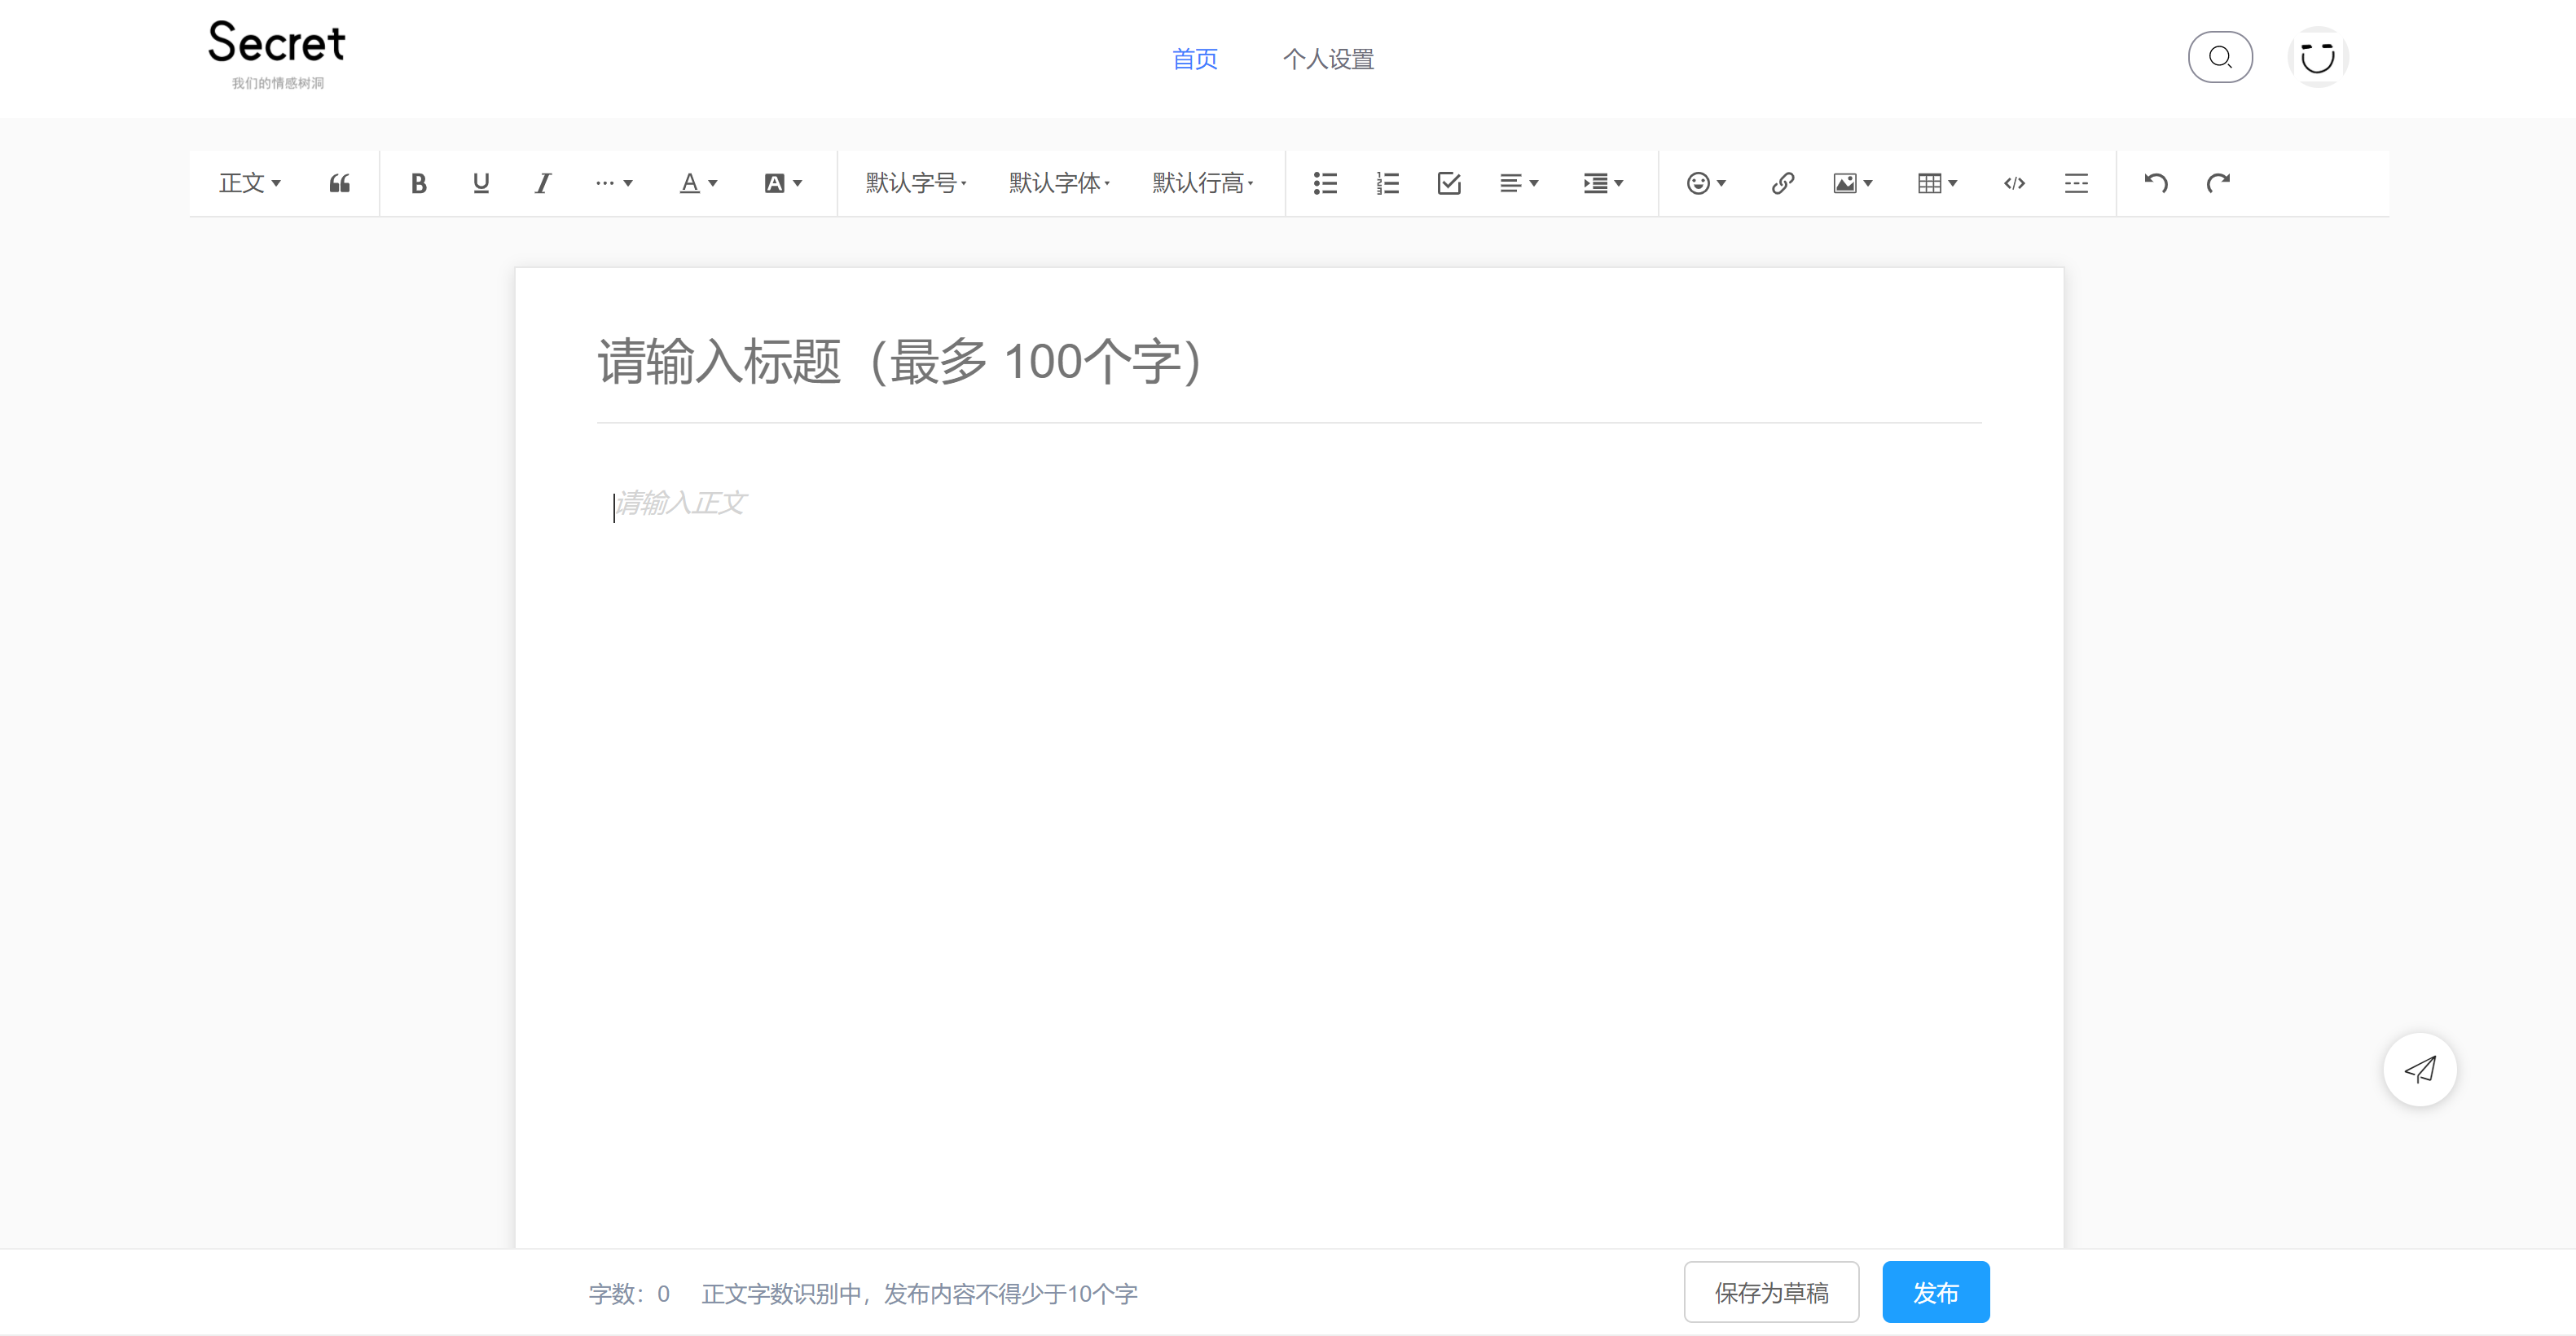 Secret
我们的情感树洞
首页 个人设置
正文 B U I A A 默认字号 默认字体 默认行高
请输入标题（最多 100个字）
请输入正文
字数：0 正文字数识别中，发布内容不得少于10个字 保存为草稿 发布